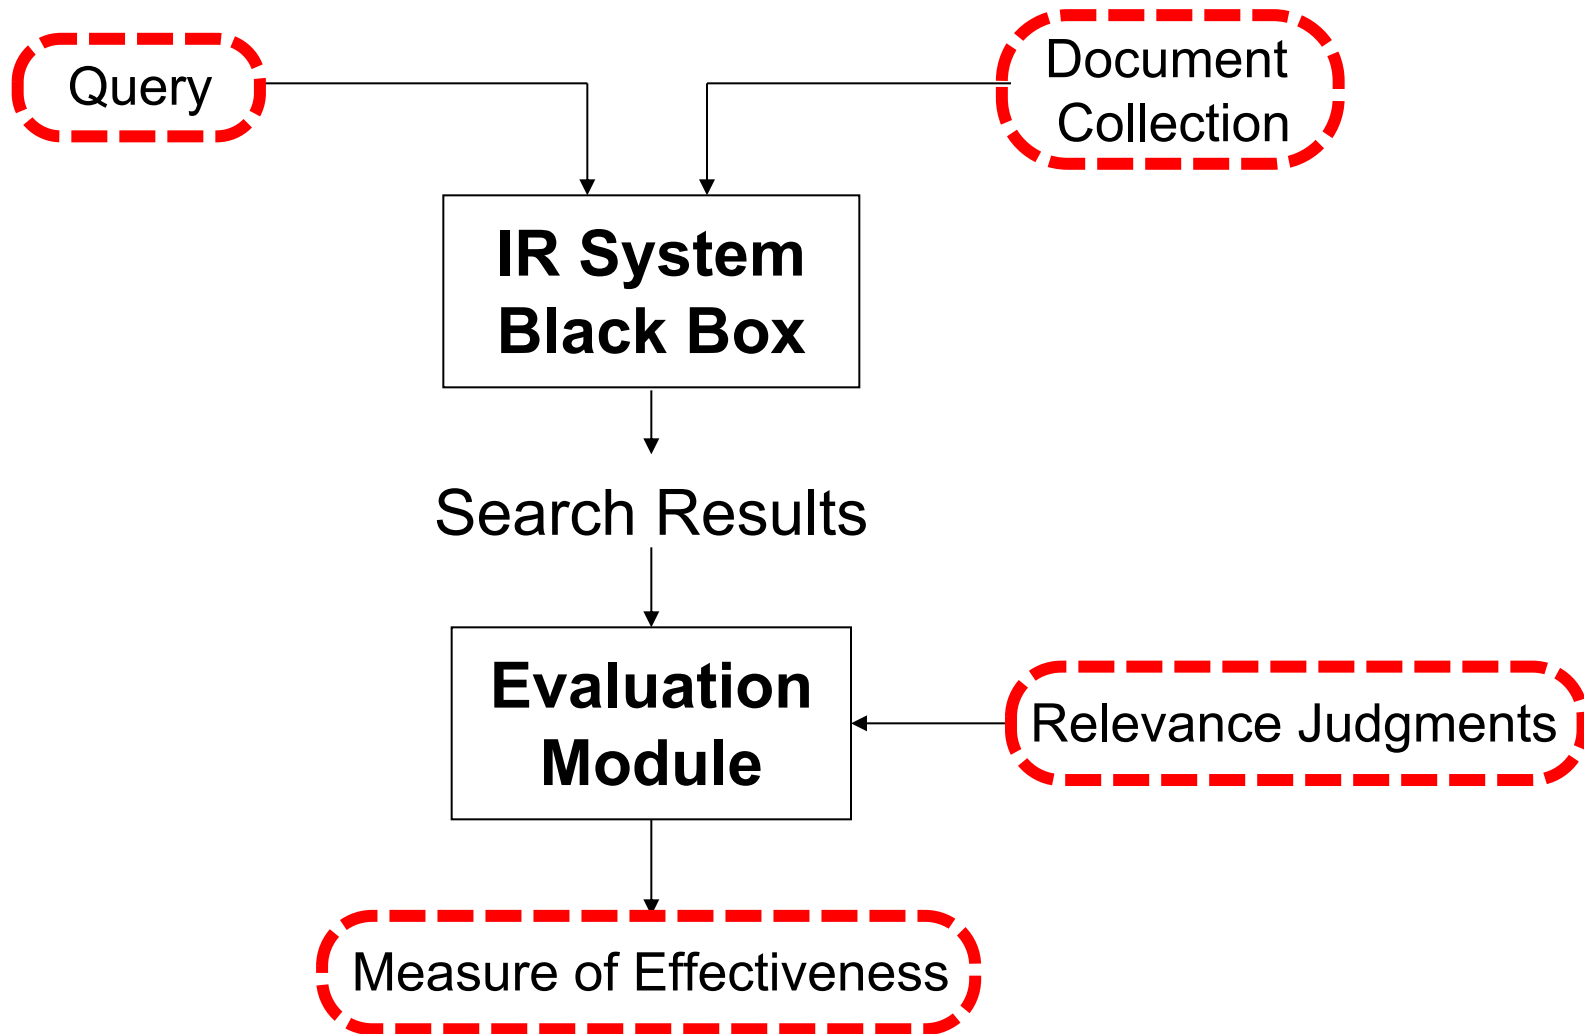 Query
Document
Collection
IR System
Black Box
Search Results
Evaluation
Module
Relevance Judgments
Measure of Effectiveness